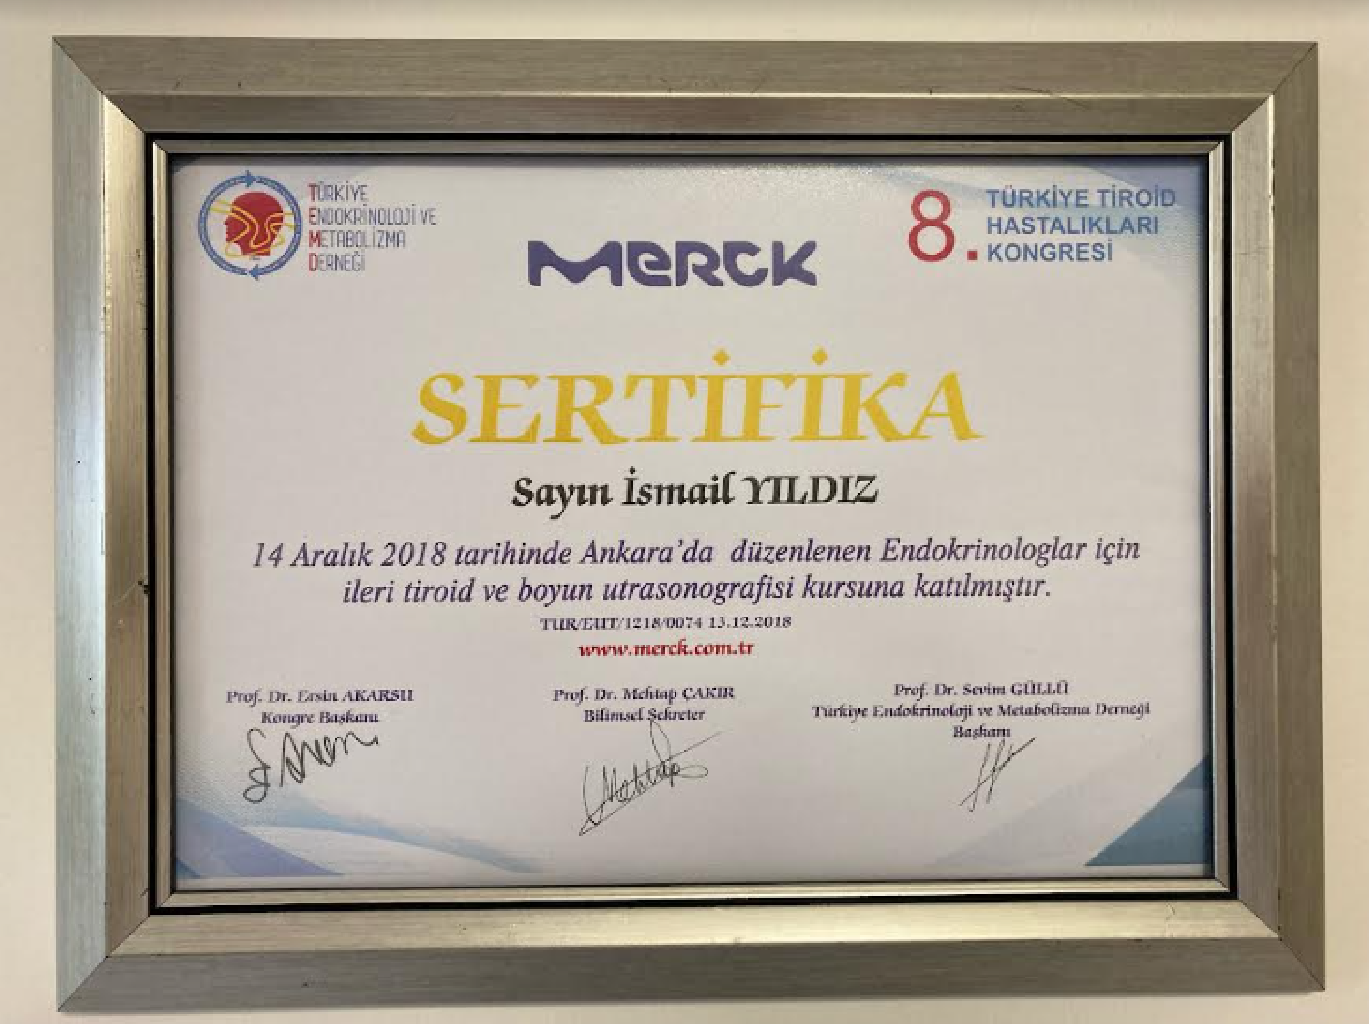 TÜRKİYE
ENDOKRİNOLOJİ VE
METABOLİZMA
DERNEĞİ
MERCK
8. TÜRKİYE TİROİD
HASTALIKLARI
KONGRESİ
SERTİFİKA
Sayın İsmail YILDIZ
14 Aralık 2018 tarihinde Ankara'da düzenlenen Endokrinologlar için
ileri tiroid ve boyun utrasonografisi kursuna katılmıştır.
TUR/EUT/1218/0074 13.12.2018
www.merck.com.tr
Prof. Dr. Ersin AKARSU
Kongre Başkanı
Prof. Dr. Mehtap ÇAKIR
Bilimsel Sekreter
Prof. Dr. Sevim GÜLLÜ
Türkiye Endokrinoloji ve Metabolizma Derneği
Başkanı
Mehtap